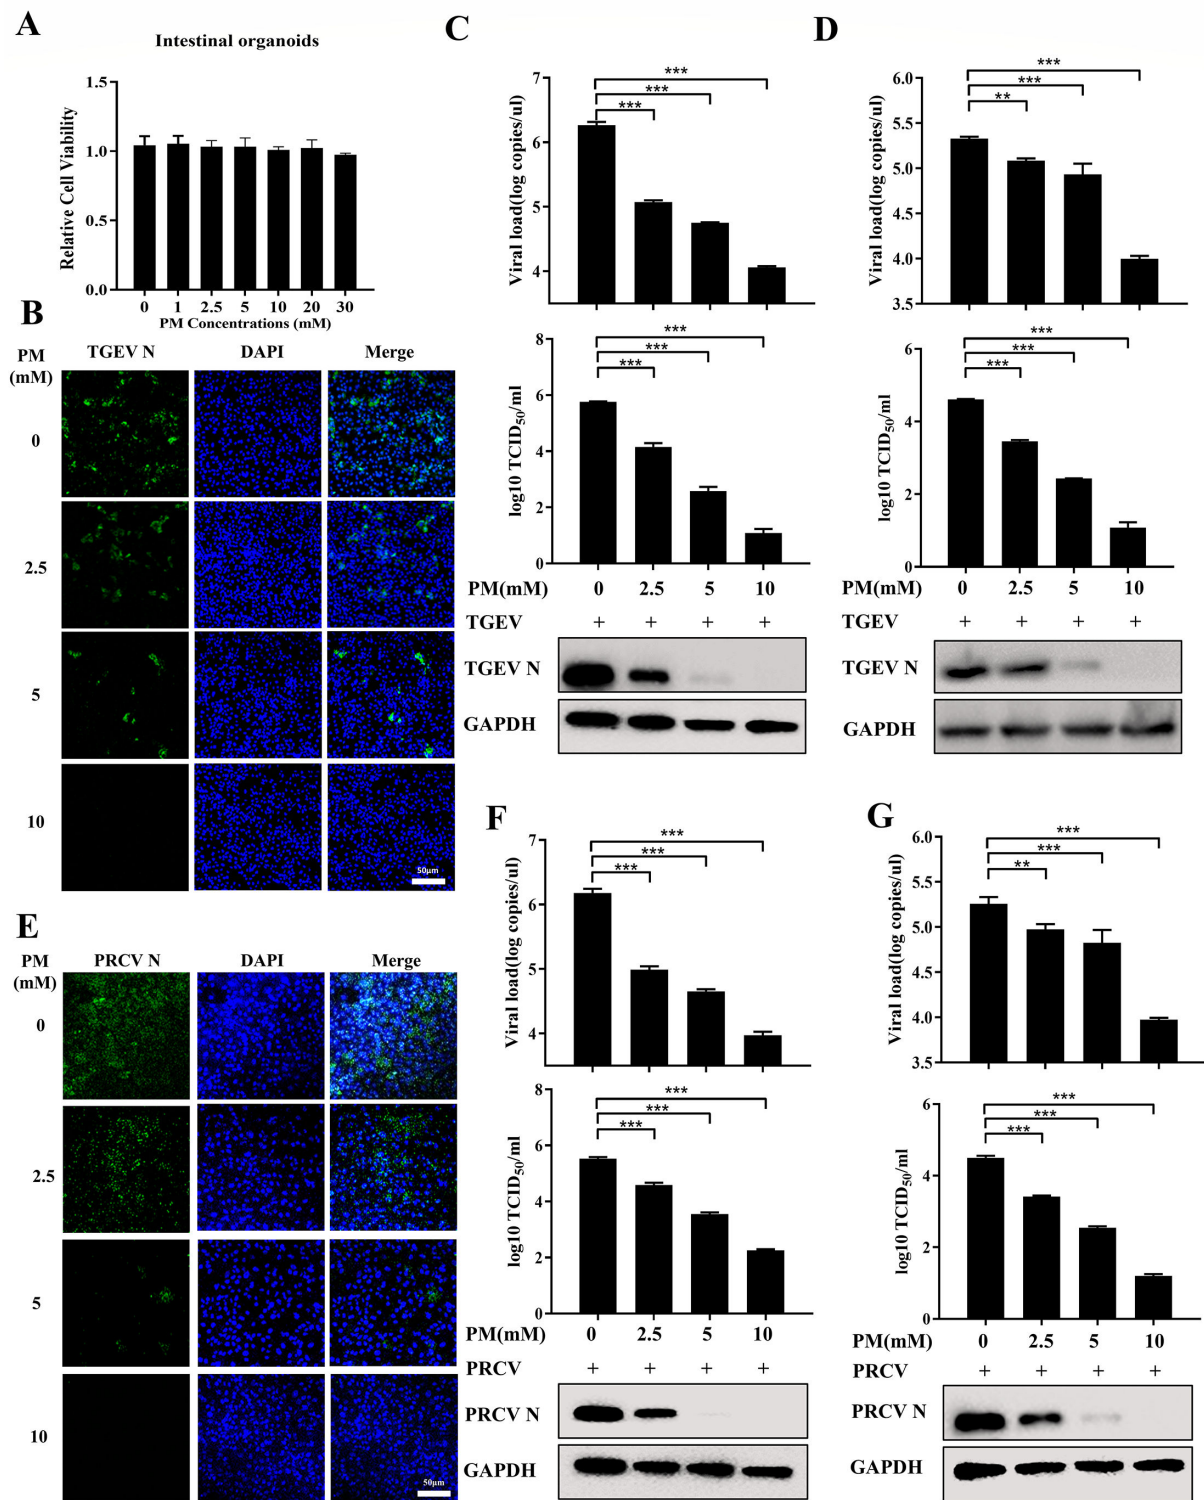 A
Intestinal organoids
Relative Cell Viability
1.5
1.0
0.5
0.0
0 1 2.5 5 10 20 30
PM Concentrations (mM)
B
PM
(mM)
TGEV N DAPI Merge
0
2.5
5
10
50μm
C
Viral load(log copies/ul)
7
6
5
4
*** *** ***
log10 TCID50/ml
8
6
4
2
0
*** *** ***
PM(mM) 0 2.5 5 10
TGEV + + + +
TGEV N
GAPDH
D
Viral load(log copies/ul)
6.0
5.5
5.0
4.5
4.0
3.5
** *** ***
log10 TCID50/ml
6
4
2
0
*** *** ***
PM(mM) 0 2.5 5 10
TGEV + + + +
TGEV N
GAPDH
E
PM
(mM)
PRCV N DAPI Merge
0
2.5
5
10
50μm
F
Viral load(log copies/ul)
7
6
5
4
*** *** ***
log10 TCID50/ml
8
6
4
2
0
*** *** ***
PM(mM) 0 2.5 5 10
PRCV + + + +
PRCV N
GAPDH
G
Viral load(log copies/ul)
6.0
5.5
5.0
4.5
4.0
3.5
** *** ***
log10 TCID50/ml
6
4
2
0
*** *** ***
PM(mM) 0 2.5 5 10
PRCV + + + +
PRCV N
GAPDH